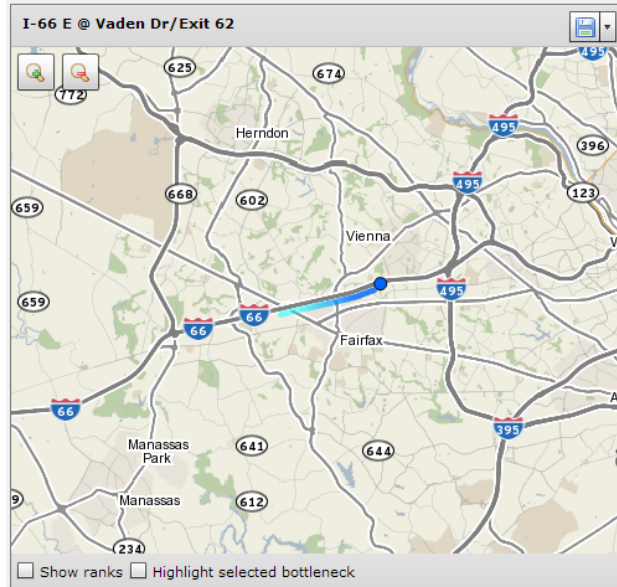 I-66 E @ Vaden Dr/Exit 62
625
674
495
772
Herndon
495
396
668
495
123
659
602
Vienna
659
66
66
495
Fairfax
66
395
Manassas
Park
641
644
Manassas
612
234
Show ranks
Highlight selected bottleneck